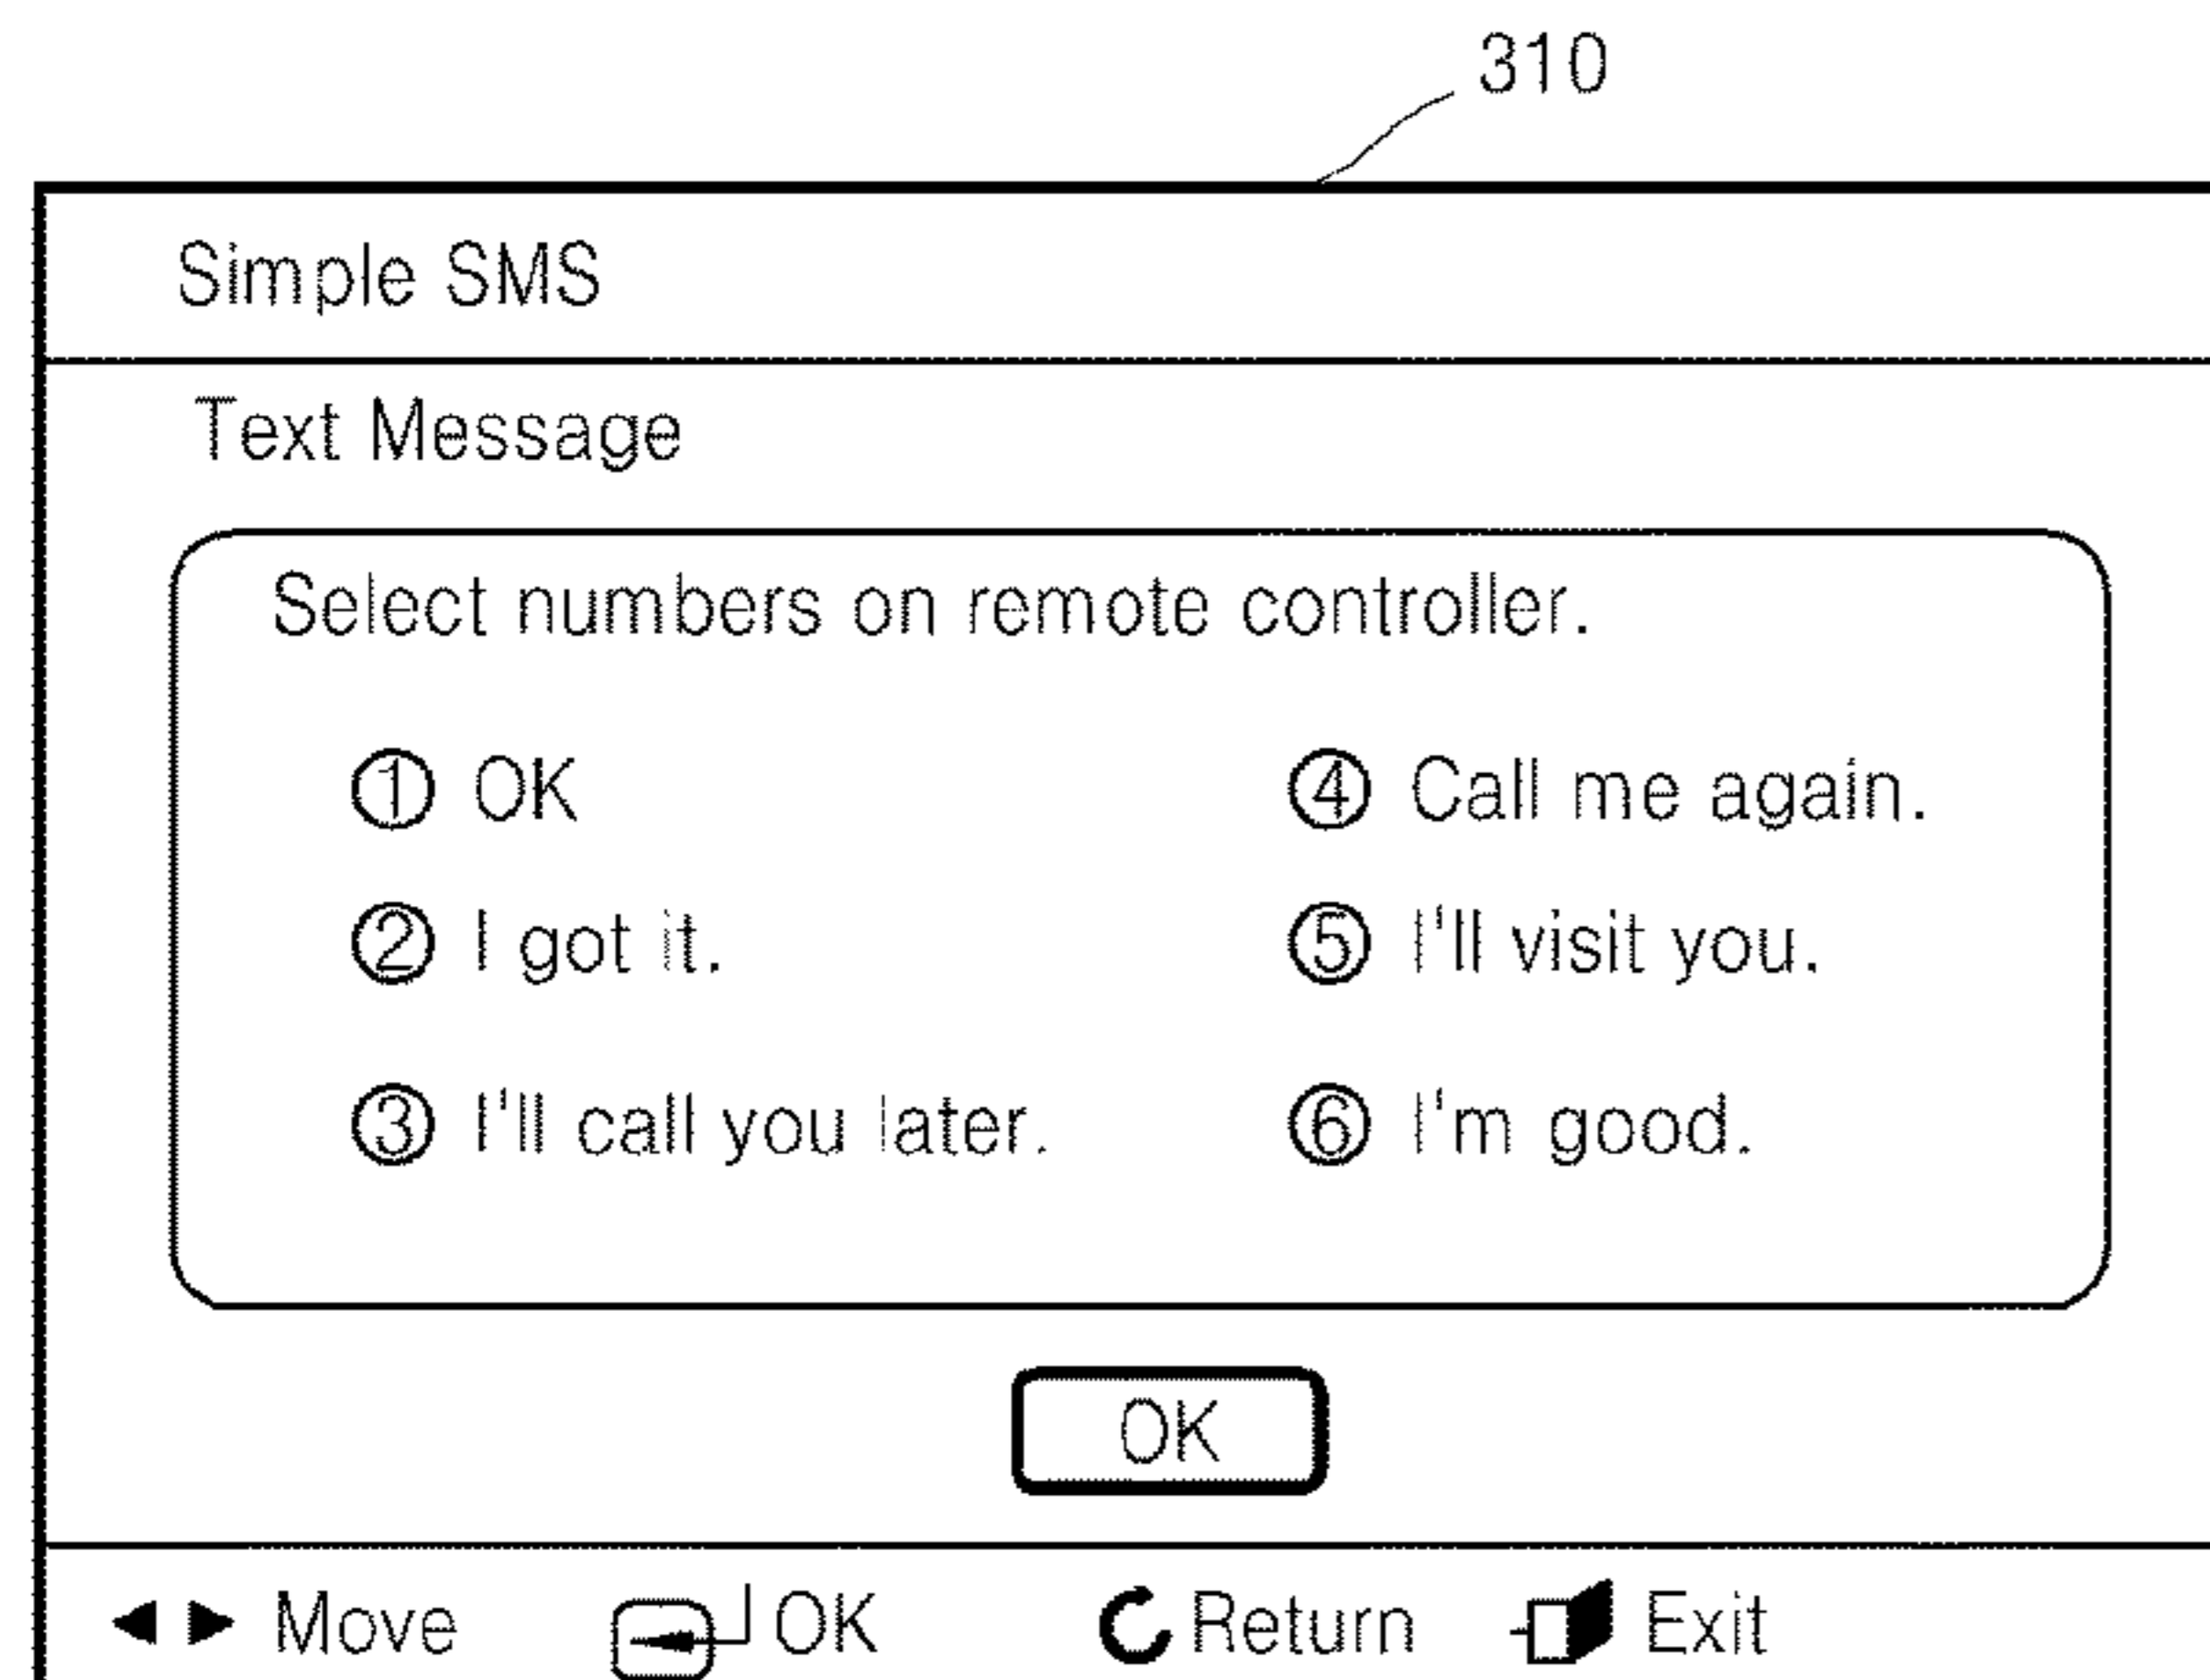 310
Simple SMS
Text Message
Select numbers on remote controller.
① OK ④ Call me again.
② I got it. ⑤ I'll visit you.
③ I'll call you later. ⑥ I'm good.
OK
Move OK Return Exit